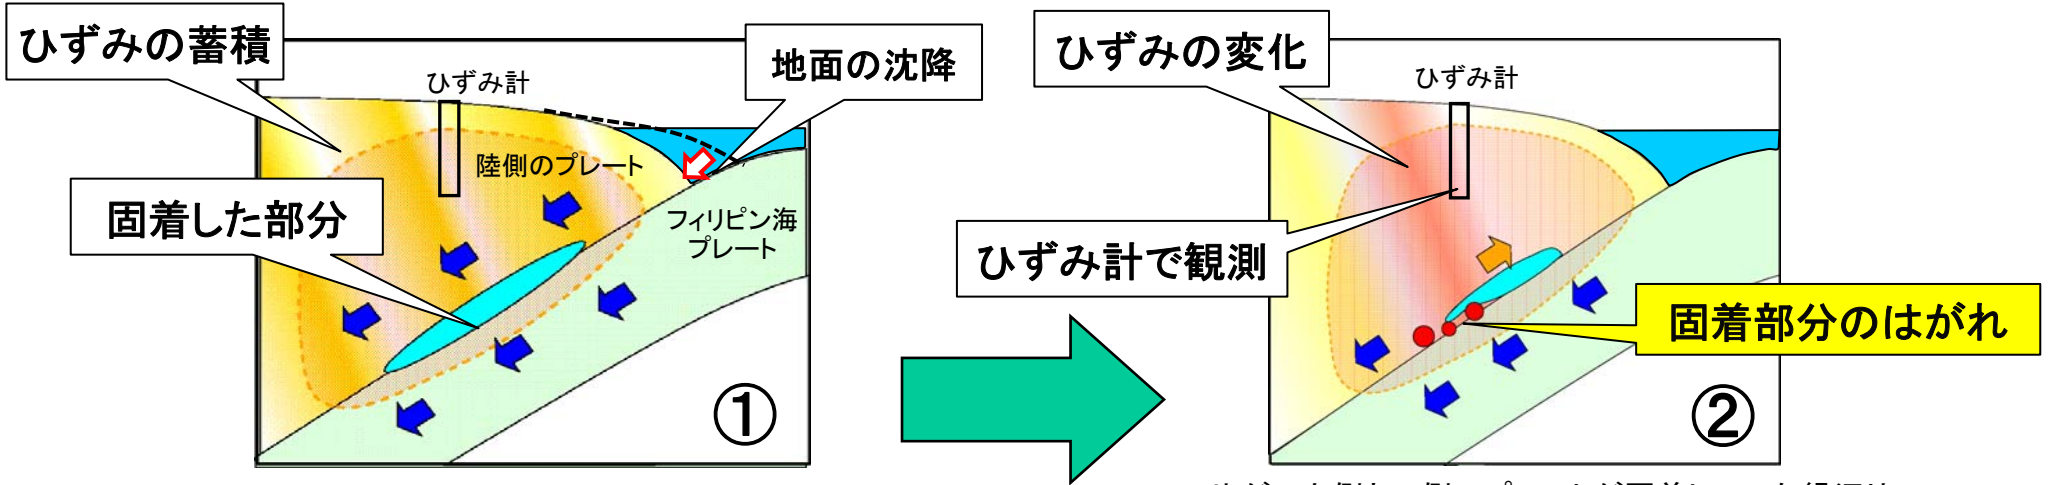 ひずみの蓄積
ひずみ計
地面の沈降
陸側のプレート
固着した部分
フィリピン海
プレート
①
ひずみの変化
ひずみ計
ひずみ計で観測
固着部分のはがれ
②